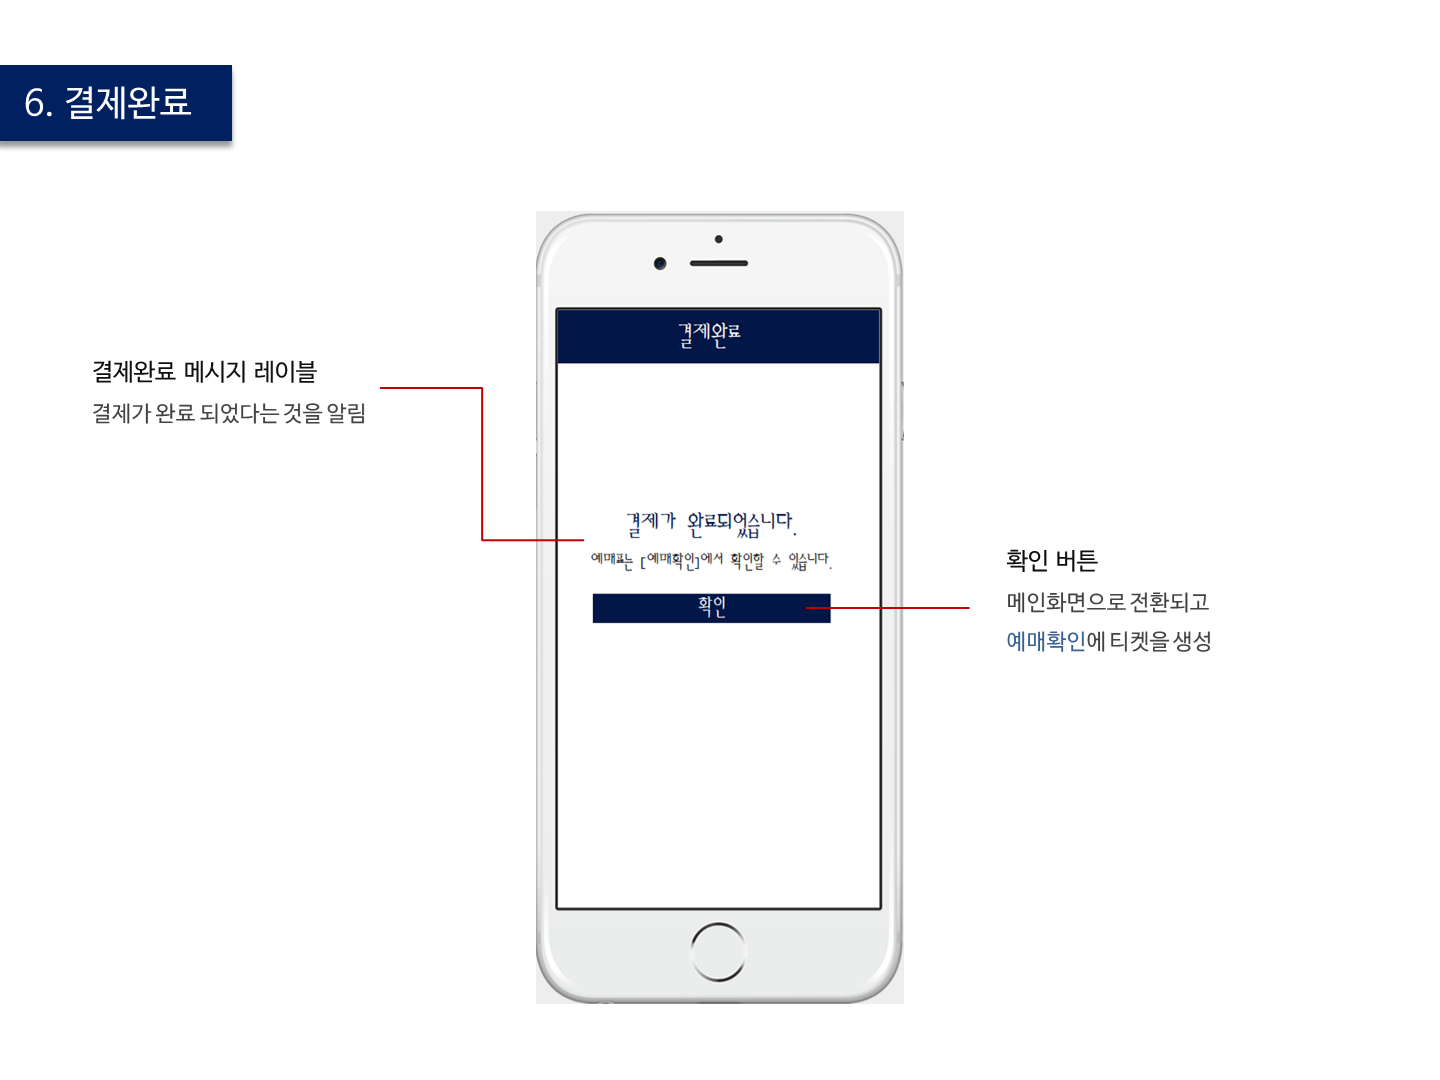 6. 결제완료
결제완료
결제완료 메시지 레이블
결제가 완료 되었다는 것을 알림
결제가 완료되었습니다.
예매표는 [예매확인]에서 확인할 수 있습니다.
확인
확인 버튼
메인화면으로 전환되고
예매확인에 티켓을 생성